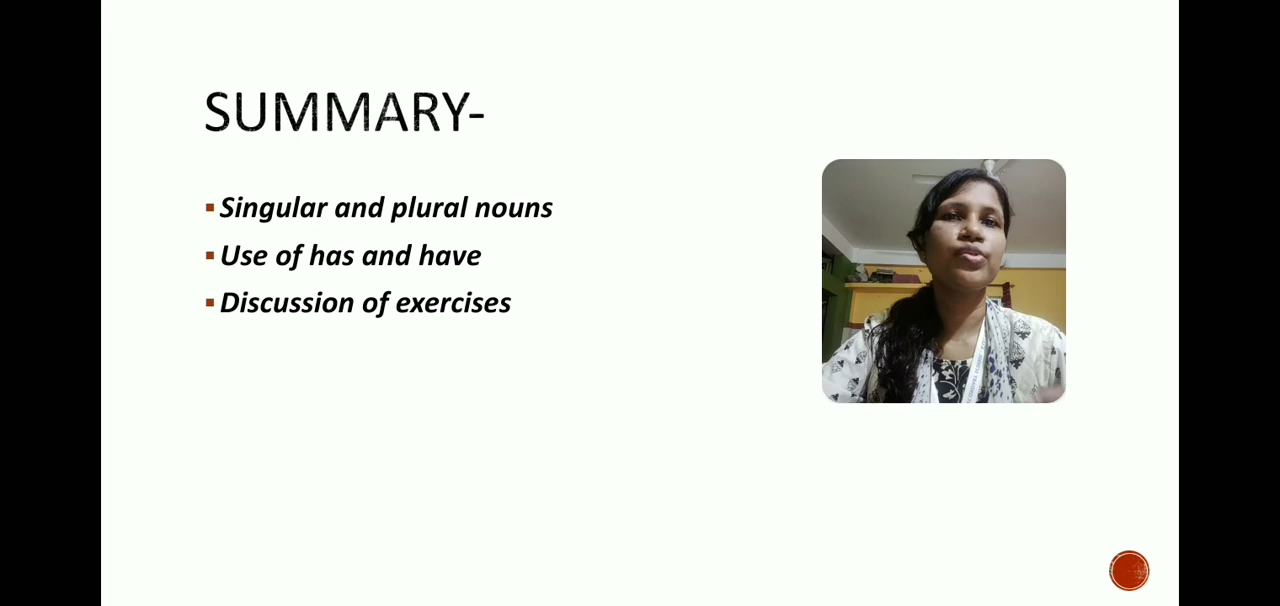 SUMMARY-
Singular and plural nouns
Use of has and have
Discussion of exercises